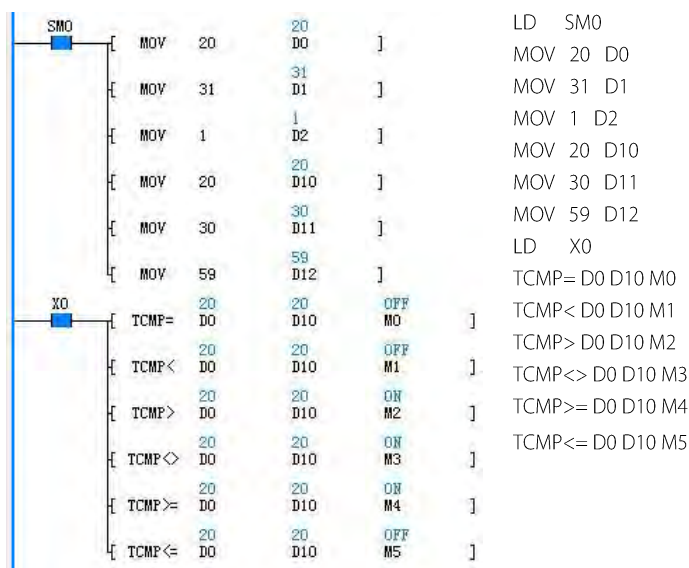 SM0
20
[ MOV 20 D0 ]
31
[ MOV 31 D1 ]
1
[ MOV 1 D2 ]
20
[ MOV 20 D10 ]
30
[ MOV 30 D11 ]
59
[ MOV 59 D12 ]
X0
20 20 OFF
[ TCMP= D0 D10 M0 ]
20 20 OFF
[ TCMP< D0 D10 M1 ]
20 20 ON
[ TCMP> D0 D10 M2 ]
20 20 ON
[ TCMP<> D0 D10 M3 ]
20 20 ON
[ TCMP>= D0 D10 M4 ]
20 20 OFF
[ TCMP<= D0 D10 M5 ]
LD SM0
MOV 20 D0
MOV 31 D1
MOV 1 D2
MOV 20 D10
MOV 30 D11
MOV 59 D12
LD X0
TCMP= D0 D10 M0
TCMP< D0 D10 M1
TCMP> D0 D10 M2
TCMP<> D0 D10 M3
TCMP>= D0 D10 M4
TCMP<= D0 D10 M5